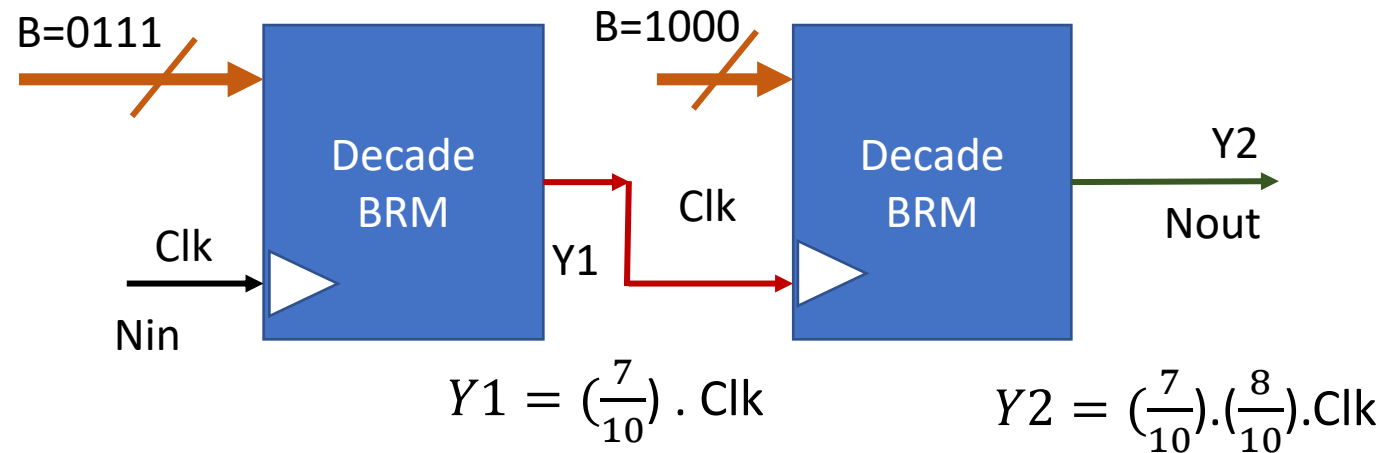 B=0111
B=1000
Decade
BRM
Decade
BRM
Clk
Nin
Y1
Clk
Y2
Nout
Y1 = (7/10) . Clk
Y2 = (7/10).(8/10).Clk